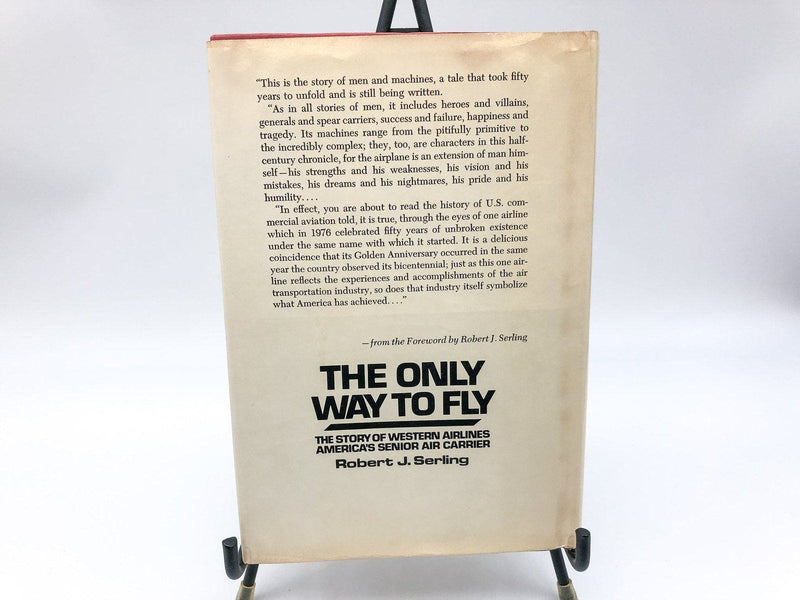 “This is the story of men and machines, a tale that took fifty
years to unfold and is still being written.
“As in all stories of men, it includes heroes and villains,
generals and spear carriers, success and failure, happiness and
tragedy. Its machines range from the pitifully primitive to
the incredibly complex; they, too, are characters in this half-
century chronicle, for the airplane is an extension of man him-
self—his strengths and his weaknesses, his vision and his
mistakes, his dreams and his nightmares, his pride and his
humility....
“In effect, you are about to read the history of U.S. com-
mercial aviation told, it is true, through the eyes of one airline
which in 1976 celebrated fifty years of unbroken existence
under the same name with which it started. It is a delicious
coincidence that its Golden Anniversary occurred in the same
year the country observed its bicentennial; just as this one air-
line reflects the experiences and accomplishments of the air
transportation industry, so does that industry itself symbolize
what America has achieved....”
—from the Foreword by Robert J. Serling
THE ONLY
WAY TO FLY
THE STORY OF WESTERN AIRLINES
AMERICA'S SENIOR AIR CARRIER
Robert J. Serling